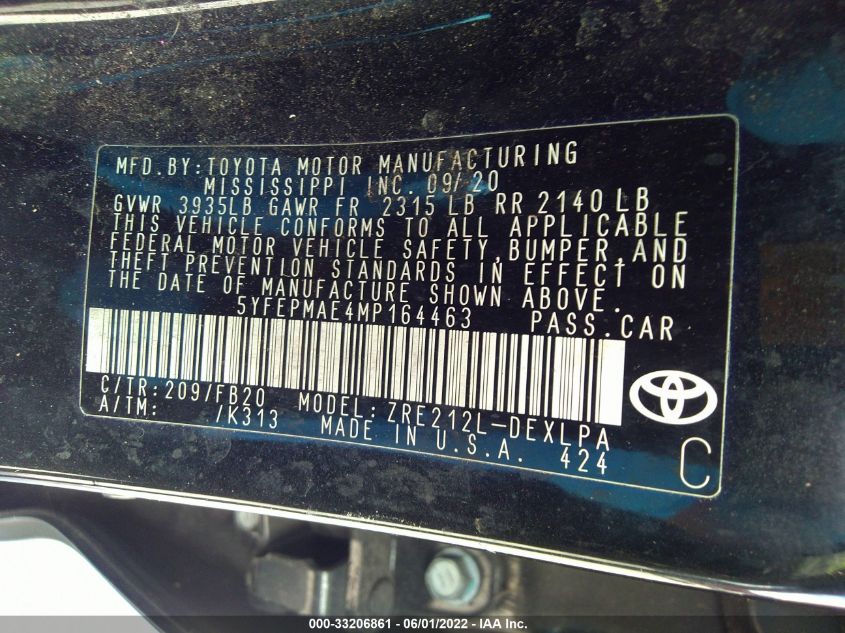 MFD.BY:TOYOTA MOTOR MANUFACTURING
MISSISSIPPI INC. 09/20
GVWR 3935LB GAWR FR 2315 LB RR 2140 LB
THIS VEHICLE CONFORMS TO ALL APPLICABLE
FEDERAL MOTOR VEHICLE SAFETY,BUMPER,AND
THEFT PREVENTION STANDARDS IN EFFECT ON
THE DATE OF MANUFACTURE SHOWN ABOVE.
5YFEPMAE4MP164463 PASS.CAR
C/TR:209/FB20 MODEL:ZRE212L-DEXLPA
A/TM: /K313 MADE IN U.S.A. 424
C
000-33206861 - 06/01/2022 - IAA Inc.